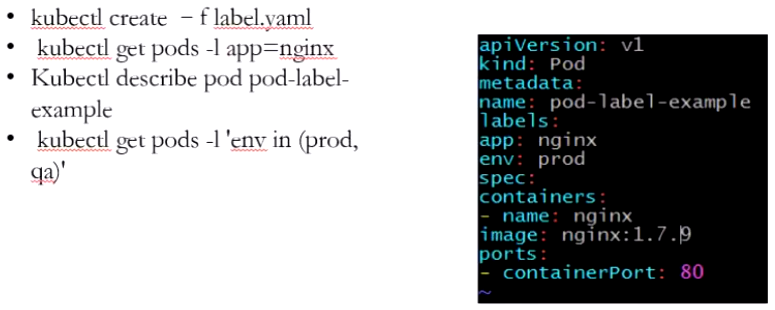 • kubectl create – f label.yaml
• kubectl get pods -l app=nginx
• Kubectl describe pod pod-label-
example
• kubectl get pods -l 'env in (prod,
qa)'
apiVersion: v1
kind: Pod
metadata:
name: pod-label-example
labels:
app: nginx
env: prod
spec:
containers:
- name: nginx
image: nginx:1.7.9
ports:
- containerPort: 80
~